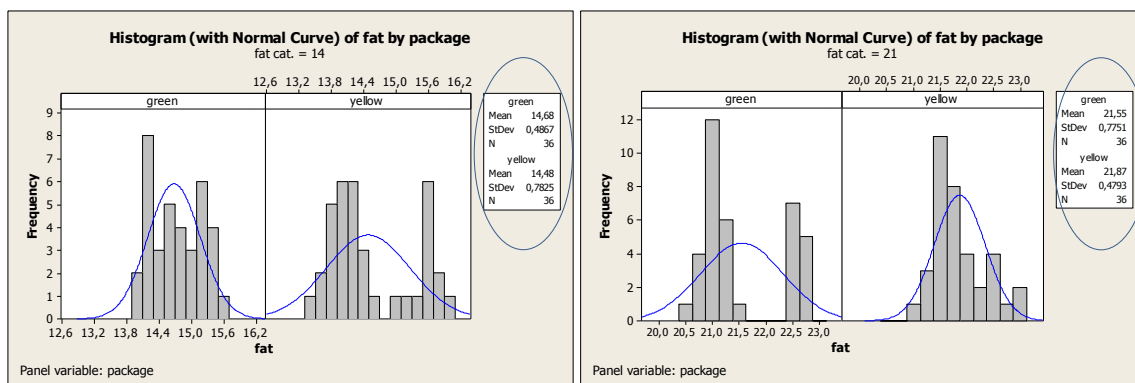 Histogram (with Normal Curve) of fat by package
fat cat. = 14
12,6 13,2 13,8 14,4 15,0 15,6 16,2
green yellow
9
8
7
6
5
4
3
2
1
0
Frequency
12,6 13,2 13,8 14,4 15,0 15,6 16,2
fat
green
Mean 14,68
StDev 0,4867
N 36
yellow
Mean 14,48
StDev 0,7825
N 36
Panel variable: package
Histogram (with Normal Curve) of fat by package
fat cat. = 21
20,0 20,5 21,0 21,5 22,0 22,5 23,0
green yellow
12
10
8
6
4
2
0
Frequency
20,0 20,5 21,0 21,5 22,0 22,5 23,0
fat
green
Mean 21,55
StDev 0,7751
N 36
yellow
Mean 21,87
StDev 0,4793
N 36
Panel variable: package